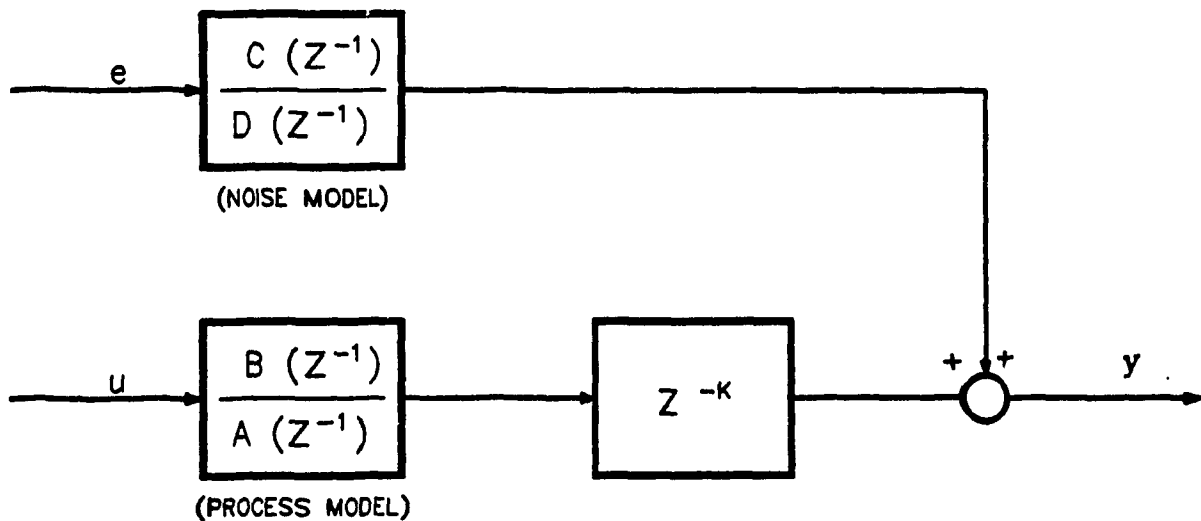 e
C (Z⁻¹)
D (Z⁻¹)
(NOISE MODEL)
u
B (Z⁻¹)
A (Z⁻¹)
(PROCESS MODEL)
Z ⁻ᴷ
+ +
y